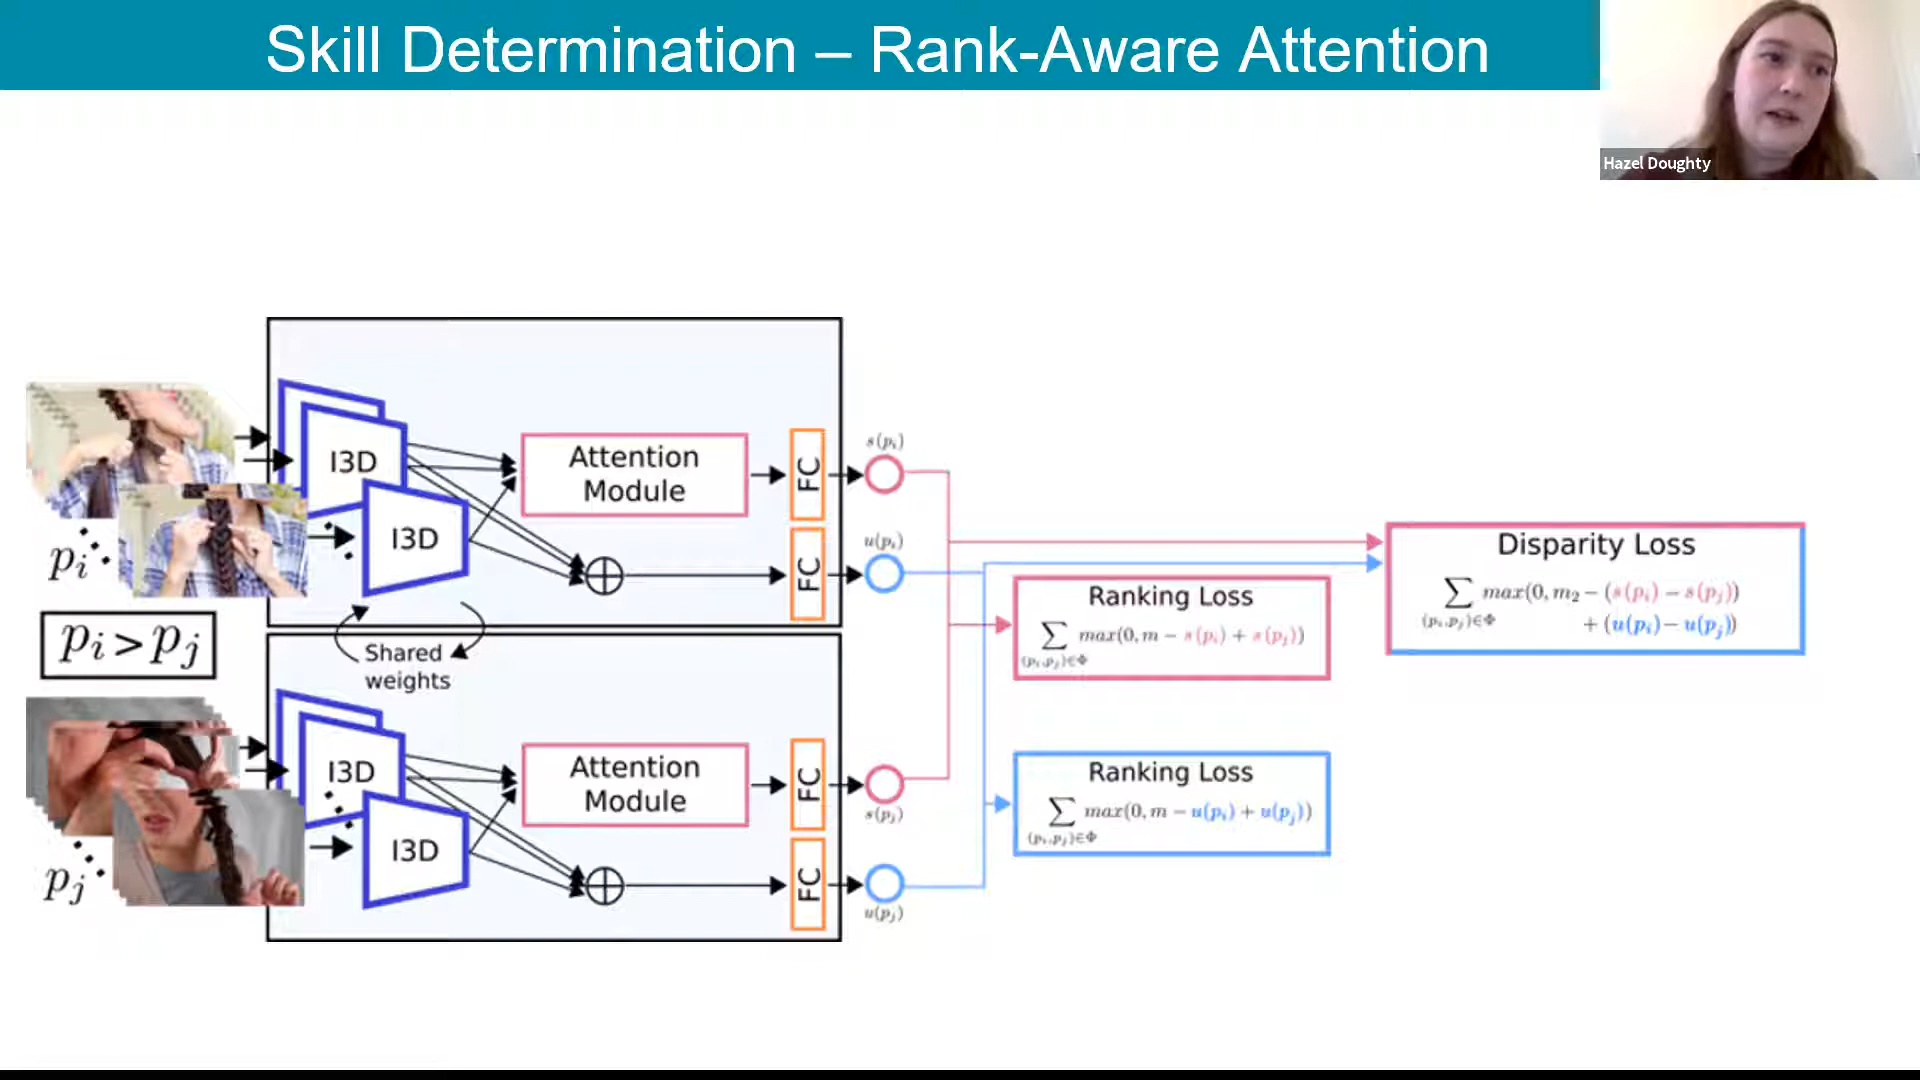 Skill Determination – Rank-Aware Attention
Hazel Doughty
I3D
I3D
Attention
Module
FC
FC
s(pᵢ)
u(pᵢ)
pᵢ
pᵢ > pⱼ
Shared
weights
I3D
I3D
Attention
Module
FC
FC
s(pⱼ)
u(pⱼ)
pⱼ
Ranking Loss
∑ max(0, m − s(pᵢ) + s(pⱼ))
(pᵢ,pⱼ)∈Φ
Ranking Loss
∑ max(0, m − u(pᵢ) + u(pⱼ))
(pᵢ,pⱼ)∈Φ
Disparity Loss
∑ max(0, m₂ − (s(pᵢ) − s(pⱼ))
(pᵢ,pⱼ)∈Φ + (u(pᵢ) − u(pⱼ))